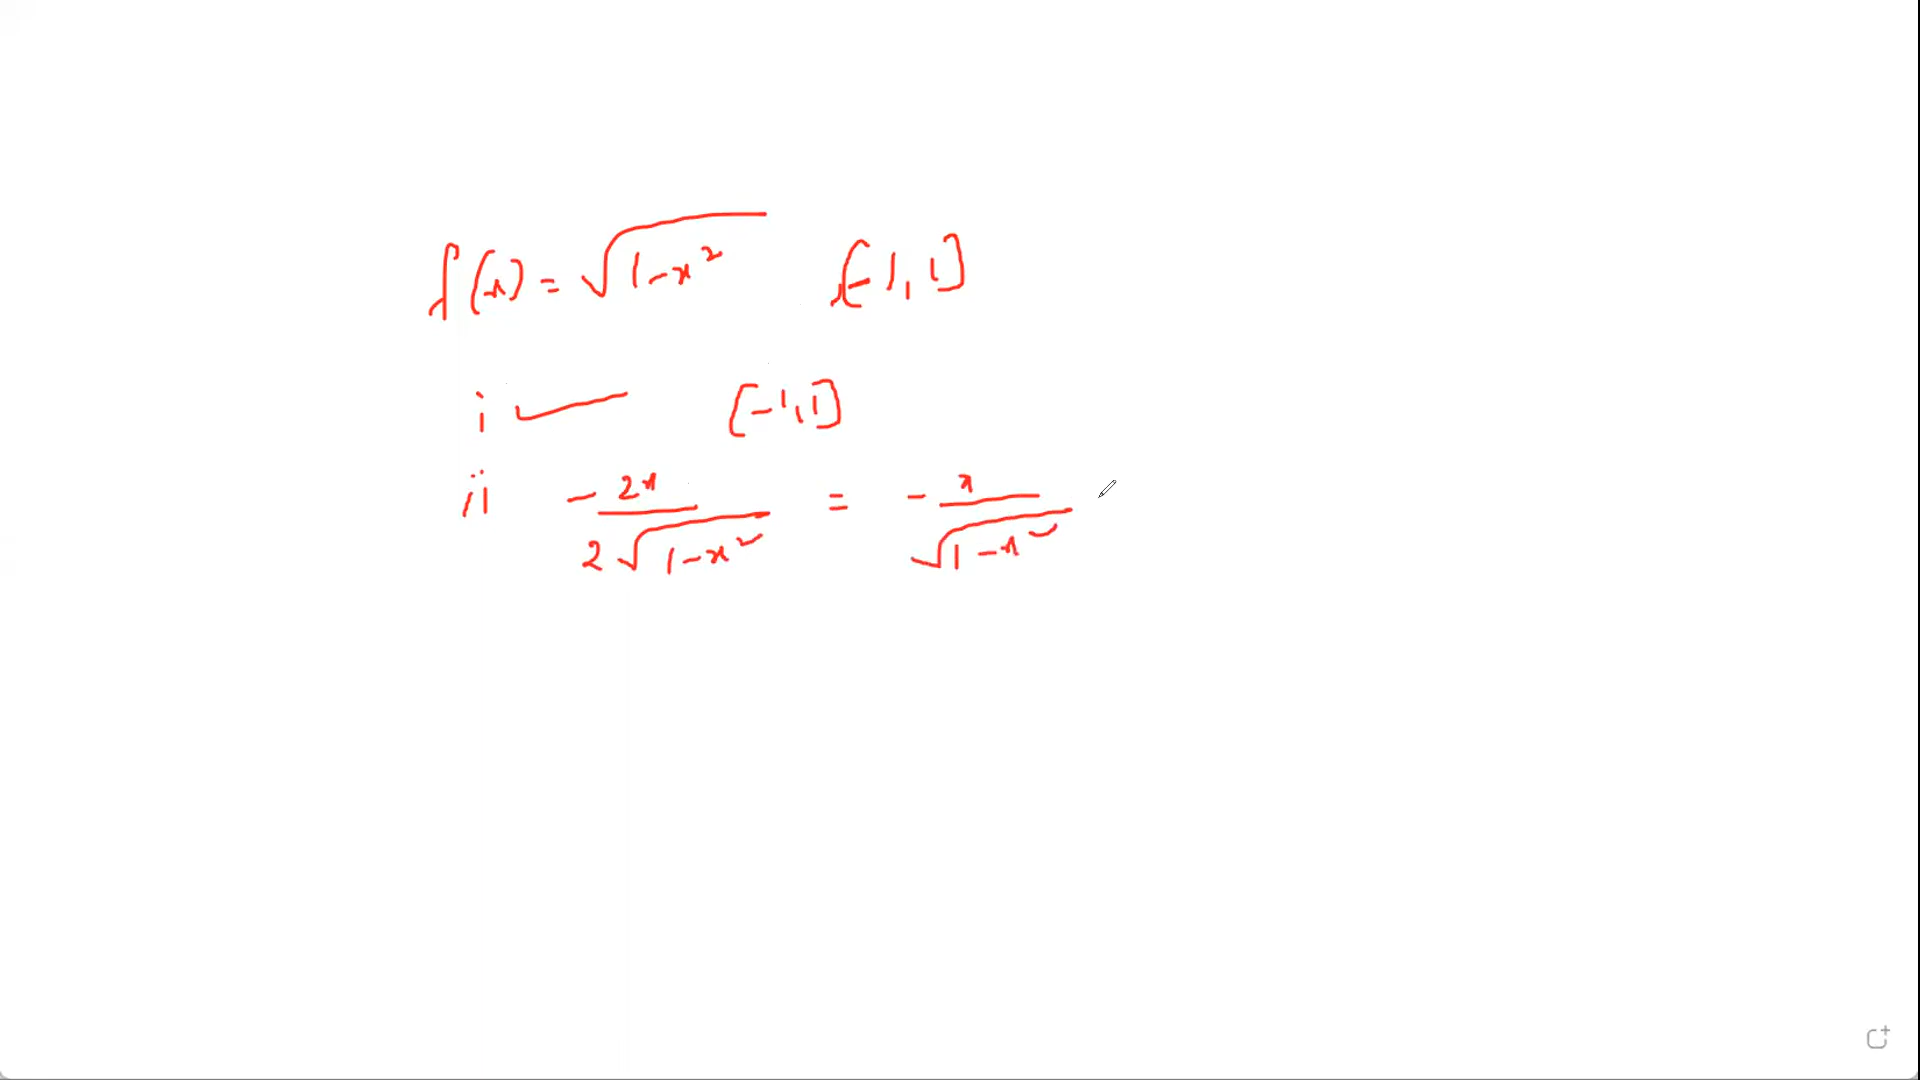 f(x) = √(1-x²) [-1, 1]
i ✓ [-1, 1]
ii -2x/(2√(1-x²)) = -x/√(1-x²)